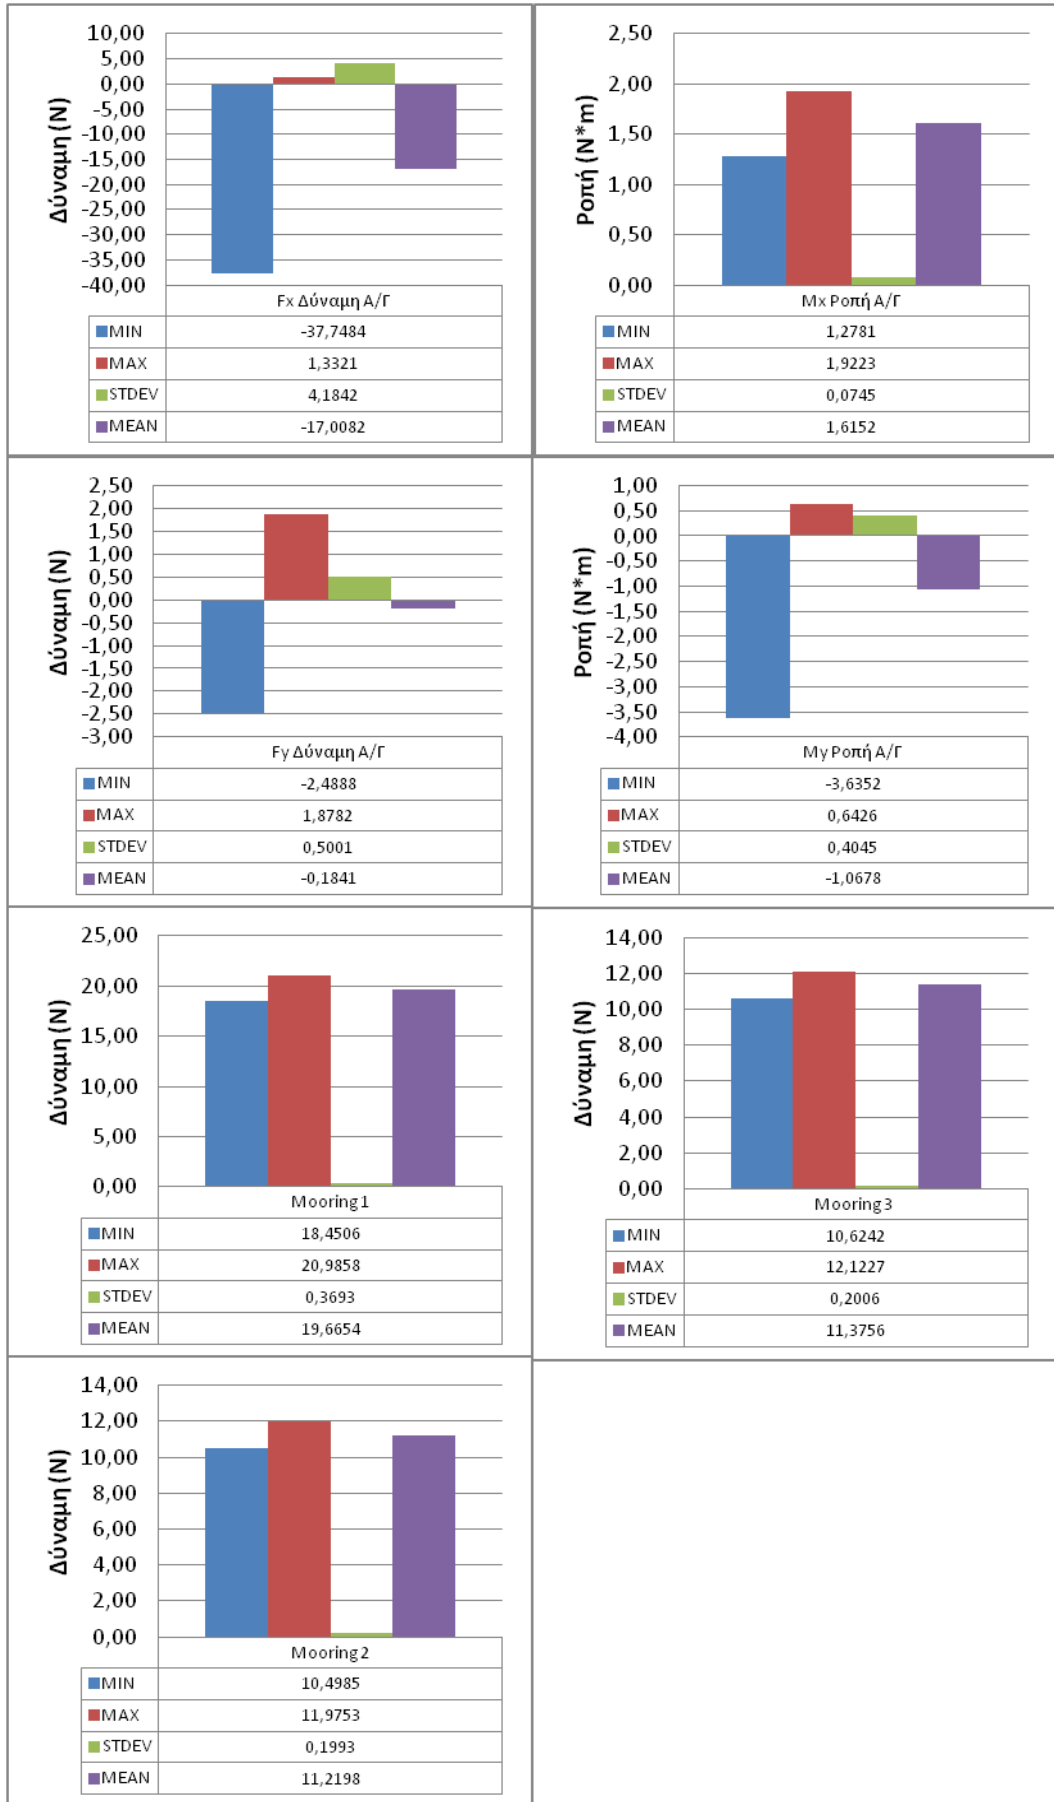 10,00
5,00
0,00
-5,00
-10,00
-15,00
-20,00
-25,00
-30,00
-35,00
-40,00
Δύναμη (N)
Fx Δύναμη Α/Γ
MIN -37,7484
MAX 1,3321
STDEV 4,1842
MEAN -17,0082
2,50
2,00
1,50
1,00
0,50
0,00
Ροπή (N*m)
Mx Ροπή Α/Γ
MIN 1,2781
MAX 1,9223
STDEV 0,0745
MEAN 1,6152
2,50
2,00
1,50
1,00
0,50
0,00
-0,50
-1,00
-1,50
-2,00
-2,50
-3,00
Δύναμη (N)
Fy Δύναμη Α/Γ
MIN -2,4888
MAX 1,8782
STDEV 0,5001
MEAN -0,1841
1,00
0,50
0,00
-0,50
-1,00
-1,50
-2,00
-2,50
-3,00
-3,50
-4,00
Ροπή (N*m)
My Ροπή Α/Γ
MIN -3,6352
MAX 0,6426
STDEV 0,4045
MEAN -1,0678
25,00
20,00
15,00
10,00
5,00
0,00
Δύναμη (N)
Mooring1
MIN 18,4506
MAX 20,9858
STDEV 0,3693
MEAN 19,6654
14,00
12,00
10,00
8,00
6,00
4,00
2,00
0,00
Δύναμη (N)
Mooring3
MIN 10,6242
MAX 12,1227
STDEV 0,2006
MEAN 11,3756
14,00
12,00
10,00
8,00
6,00
4,00
2,00
0,00
Δύναμη (N)
Mooring2
MIN 10,4985
MAX 11,9753
STDEV 0,1993
MEAN 11,2198